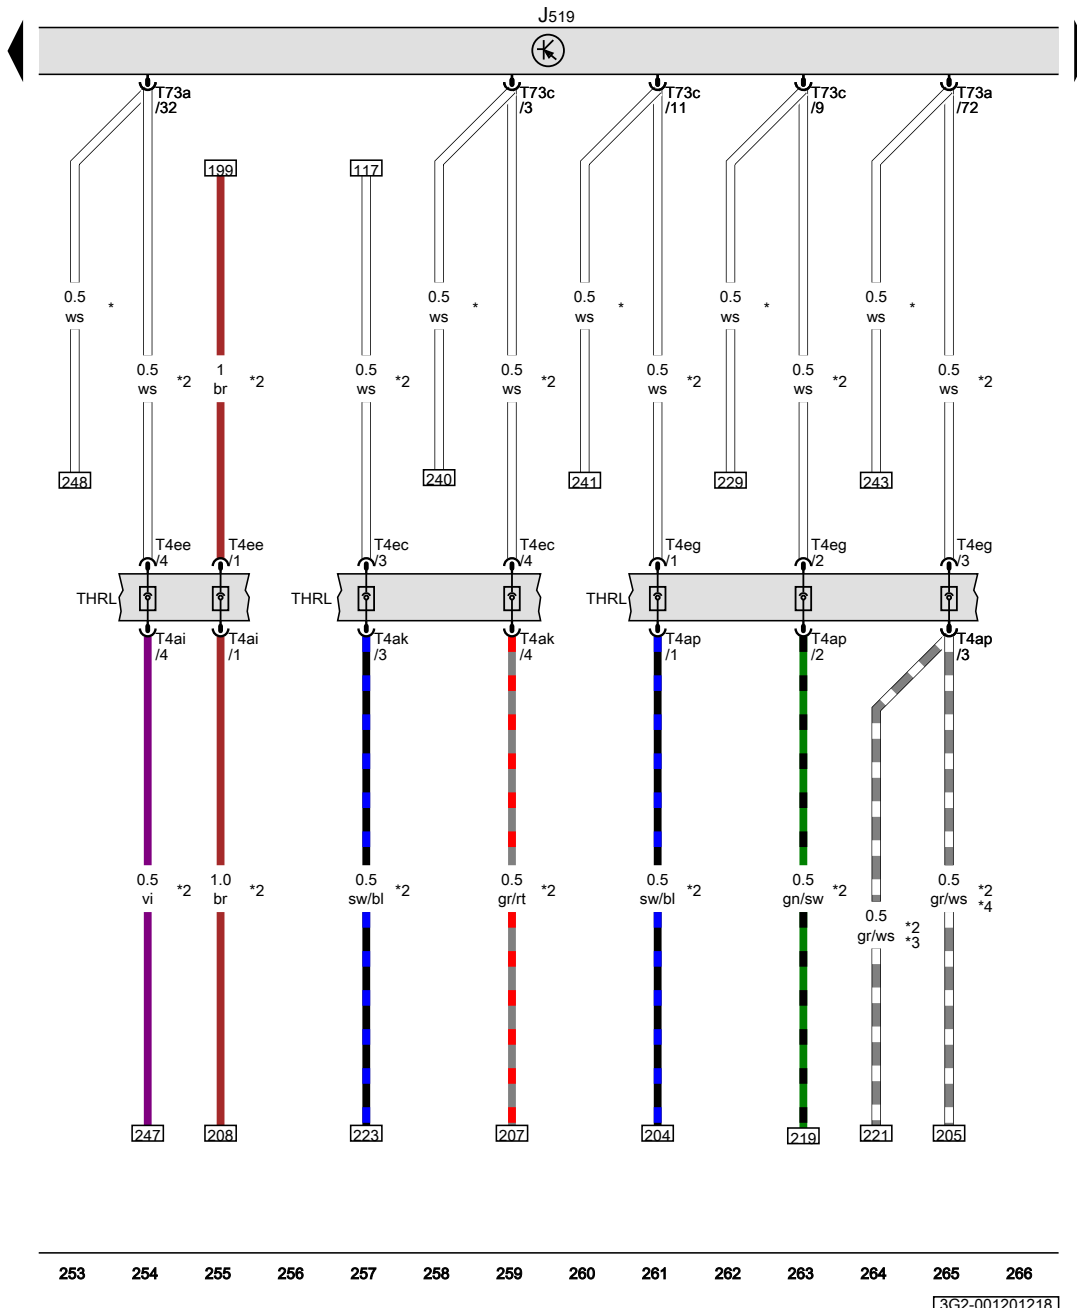 J519
T73a
/32
T73c
/3
T73c
/11
T73c
/9
T73a
/72
199
117
0.5
ws
*
0.5
ws
*
0.5
ws
*
0.5
ws
*
0.5
ws
*
0.5
ws
*2
1
br
*2
0.5
ws
*2
0.5
ws
*2
0.5
ws
*2
0.5
ws
*2
0.5
ws
*2
248
240
241
229
243
T4ee
/4
T4ee
/1
T4ec
/3
T4ec
/4
T4eg
/1
T4eg
/2
T4eg
/3
THRL
THRL
THRL
T4ai
/4
T4ai
/1
T4ak
/3
T4ak
/4
T4ap
/1
T4ap
/2
T4ap
/3
0.5
vi
*2
1.0
br
*2
0.5
sw/bl
*2
0.5
gr/rt
*2
0.5
sw/bl
*2
0.5
gn/sw
*2
0.5
gr/ws
*2
*3
0.5
gr/ws
*2
*4
247
208
223
207
204
219
221
205
253 254 255 256 257 258 259 260 261 262 263 264 265 266
3G2-001201218